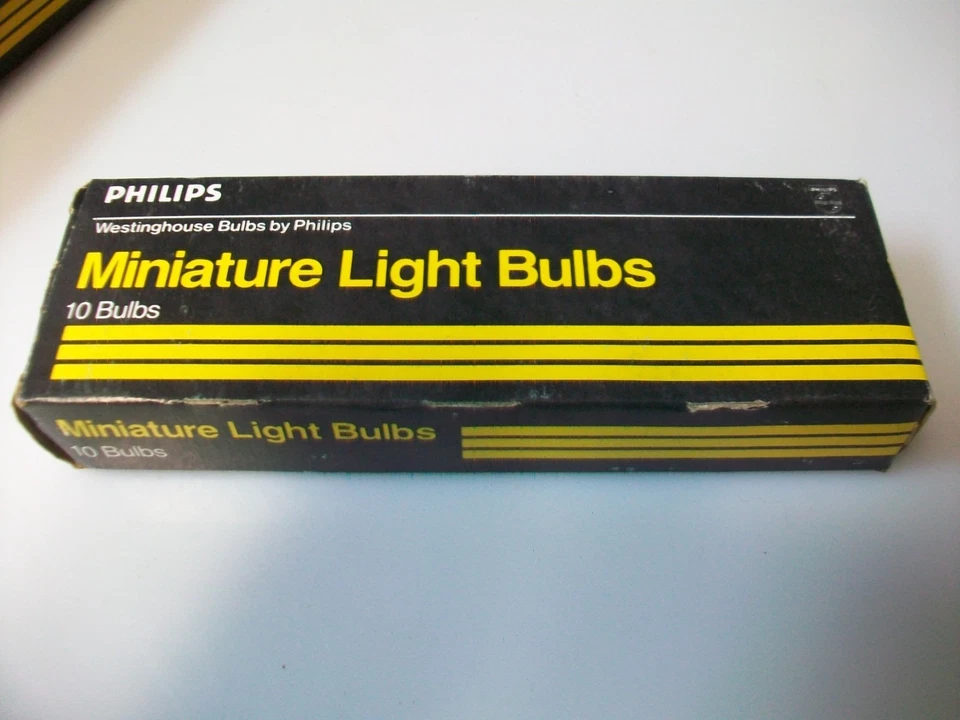 PHILIPS
Westinghouse Bulbs by Philips
Miniature Light Bulbs
10 Bulbs
Miniature Light Bulbs
10 Bulbs